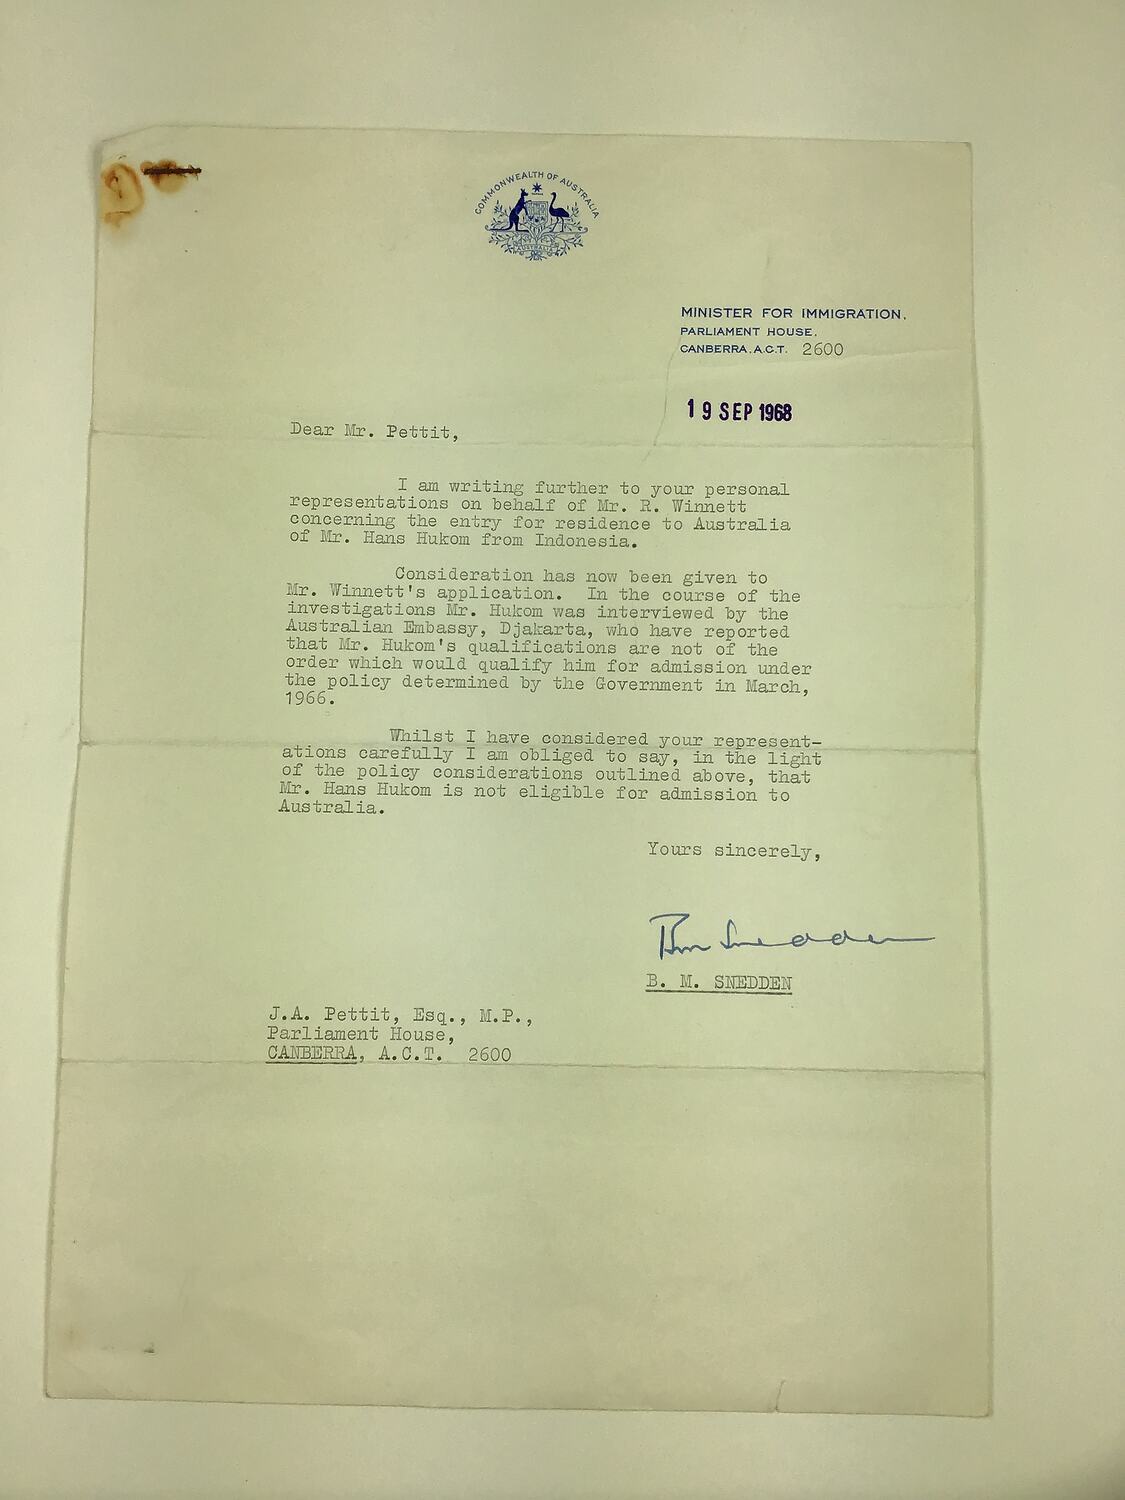 COMMONWEALTH OF AUSTRALIA
AUSTRALIA
MINISTER FOR IMMIGRATION,
PARLIAMENT HOUSE,
CANBERRA. A.C.T. 2600
19 SEP 1968
Dear Mr. Pettit,
I am writing further to your personal
representations on behalf of Mr. R. Winnett
concerning the entry for residence to Australia
of Mr. Hans Hukom from Indonesia.
Consideration has now been given to
Mr. Winnett's application. In the course of the
investigations Mr. Hukom was interviewed by the
Australian Embassy, Djakarta, who have reported
that Mr. Hukom's qualifications are not of the
order which would qualify him for admission under
the policy determined by the Government in March,
1966.
Whilst I have considered your represent-
ations carefully I am obliged to say, in the light
of the policy considerations outlined above, that
Mr. Hans Hukom is not eligible for admission to
Australia.
Yours sincerely,
Bill Snedden
B. M. SNEDDEN
J.A. Pettit, Esq., M.P.,
Parliament House,
CANBERRA, A.C.T. 2600